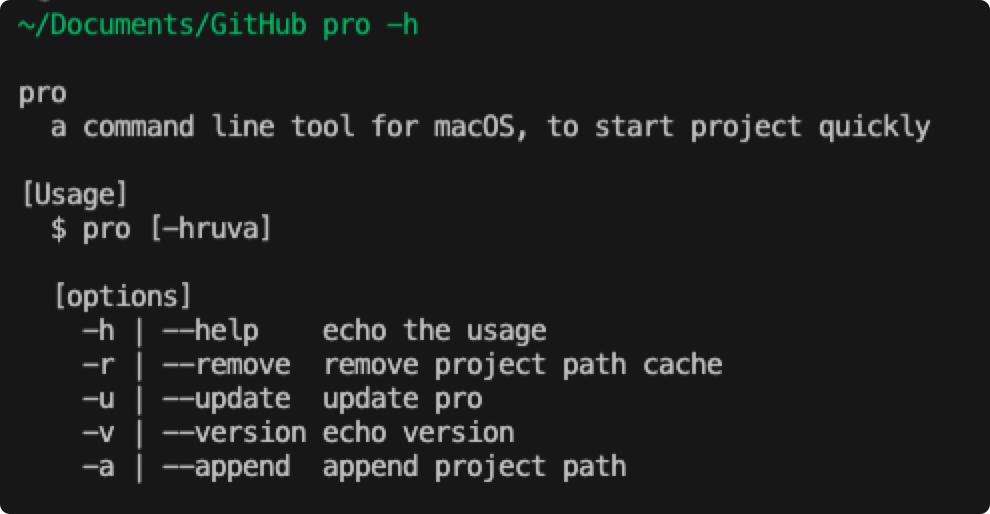 ~/Documents/GitHub pro -h
pro
a command line tool for macOS, to start project quickly
[Usage]
$ pro [-hruva]
[options]
-h | --help    echo the usage
-r | --remove  remove project path cache
-u | --update  update pro
-v | --version echo version
-a | --append  append project path